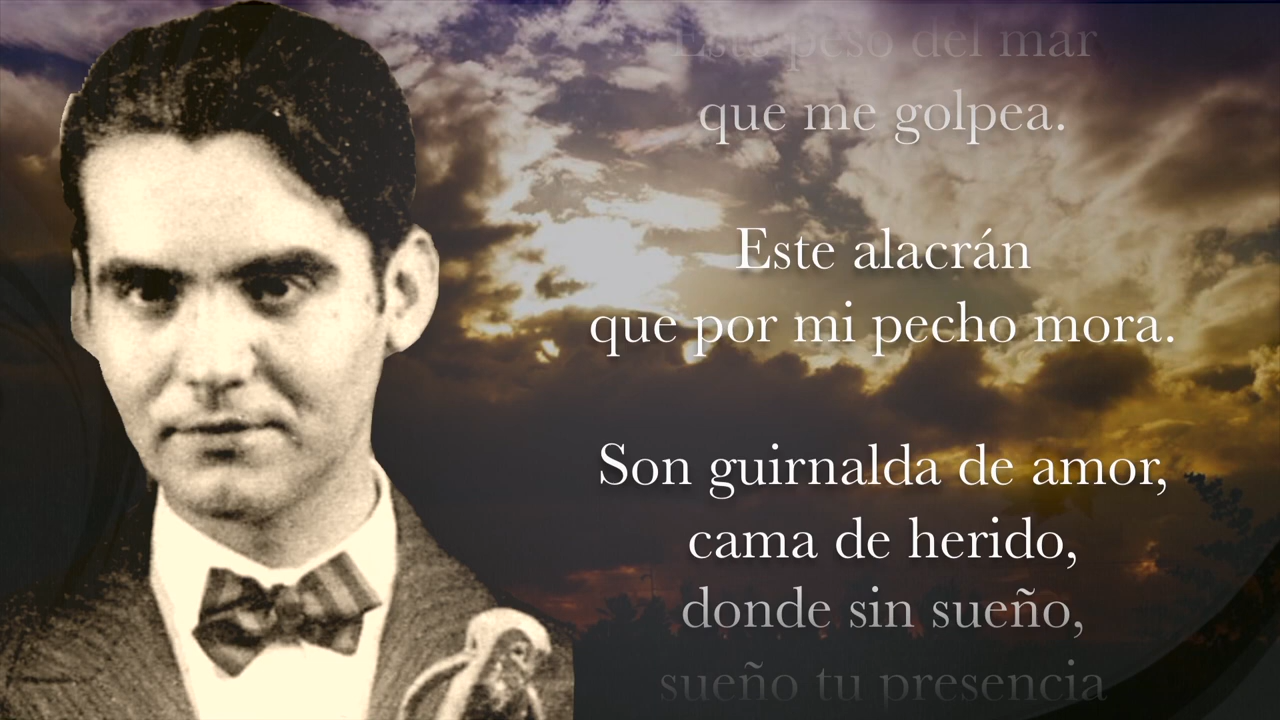 Este peso del mar
que me golpea.
Este alacrán
que por mi pecho mora.
Son guirnalda de amor,
cama de herido,
donde sin sueño,
sueño tu presencia